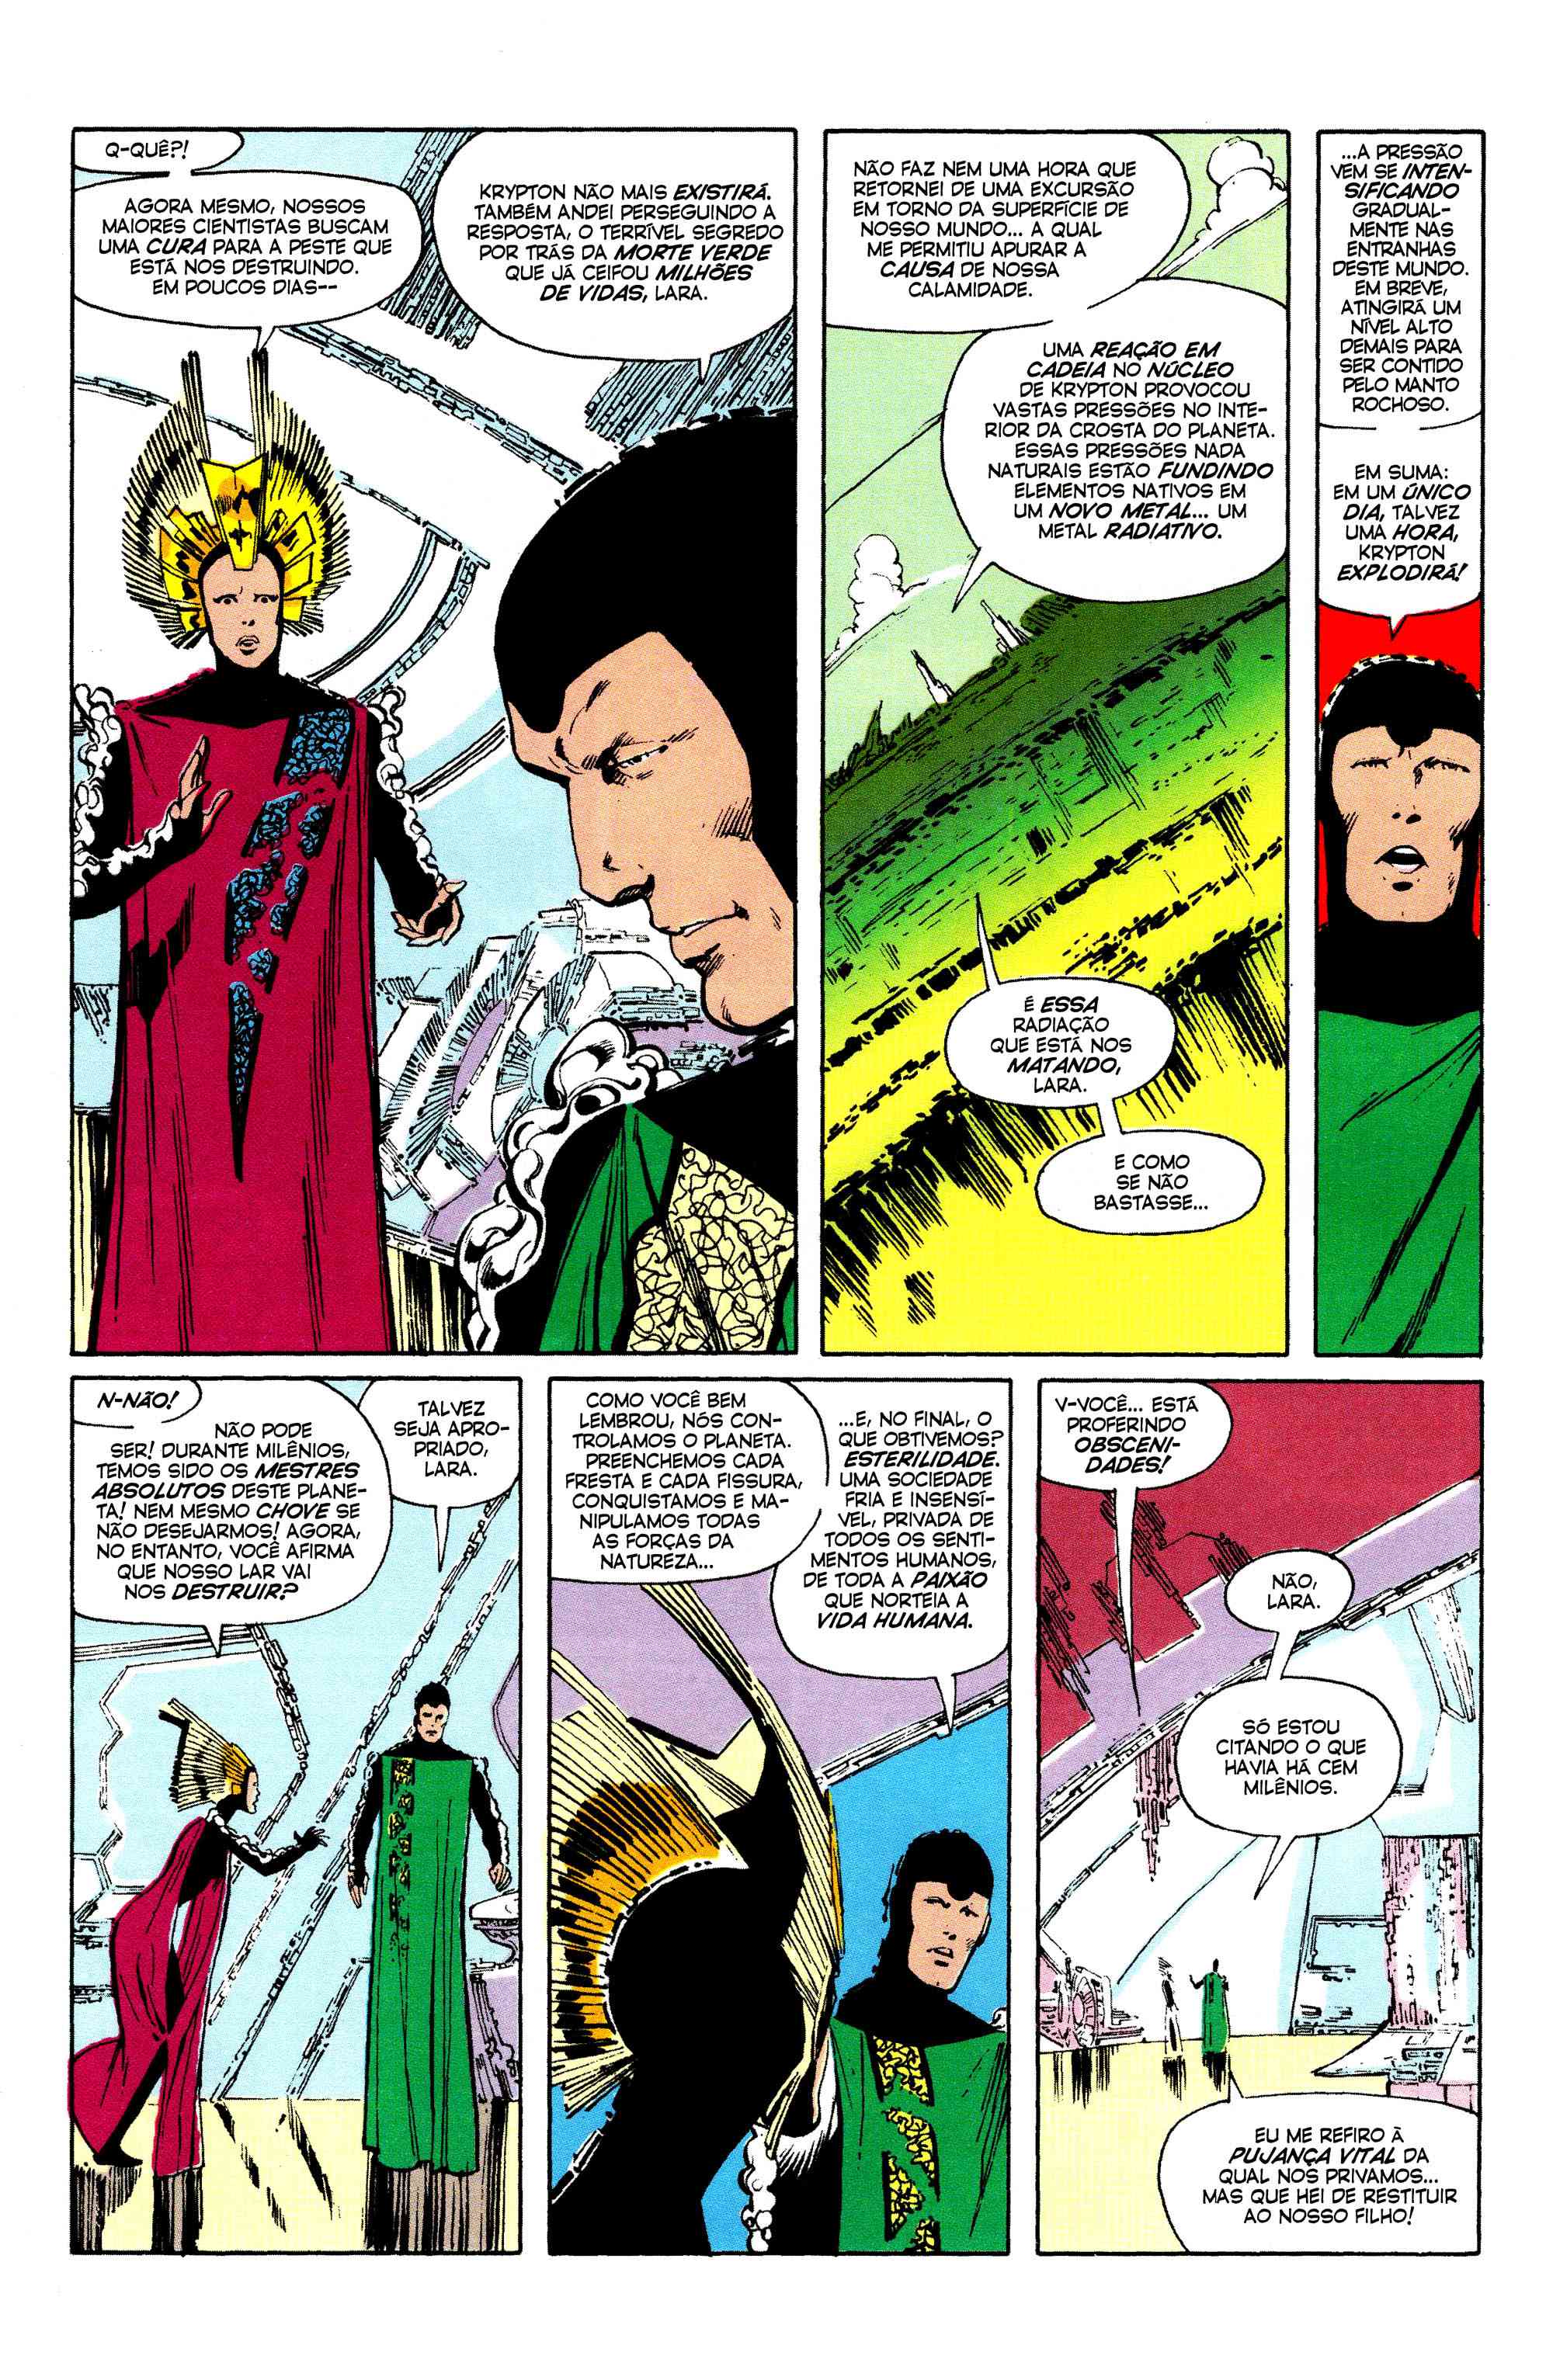 Q-QUÊ?!
AGORA MESMO, NOSSOS
MAIORES CIENTISTAS BUSCAM
UMA CURA PARA A PESTE QUE
ESTÁ NOS DESTRUINDO.
EM POUCOS DIAS--
KRYPTON NÃO MAIS EXISTIRÁ.
TAMBÉM ANDEI PERSEGUINDO A
RESPOSTA, O TERRÍVEL SEGREDO
POR TRÁS DA MORTE VERDE
QUE JÁ CEIFOU MILHÕES
DE VIDAS, LARA.
NÃO FAZ NEM UMA HORA QUE
RETORNEI DE UMA EXCURSÃO
EM TORNO DA SUPERFÍCIE DE
NOSSO MUNDO... A QUAL
ME PERMITIU APURAR A
CAUSA DE NOSSA
CALAMIDADE.
UMA REAÇÃO EM
CADEIA NO NÚCLEO
DE KRYPTON PROVOCOU
VASTAS PRESSÕES NO INTE-
RIOR DA CROSTA DO PLANETA.
ESSAS PRESSÕES NADA
NATURAIS ESTÃO FUNDINDO
ELEMENTOS NATIVOS EM
UM NOVO METAL... UM
METAL RADIATIVO.
É ESSA
RADIAÇÃO
QUE ESTÁ NOS
MATANDO,
LARA.
E COMO
SE NÃO
BASTASSE...
...A PRESSÃO
VEM SE INTEN-
SIFICANDO
GRADUAL-
MENTE NAS
ENTRANHAS
DESTE MUNDO.
EM BREVE,
ATINGIRÁ UM
NÍVEL ALTO
DEMAIS PARA
SER CONTIDO
PELO MANTO
ROCHOSO.
EM SUMA:
EM UM ÚNICO
DIA, TALVEZ
UMA HORA,
KRYPTON
EXPLODIRÁ!
N-NÃO!
NÃO PODE
SER! DURANTE MILÊNIOS,
TEMOS SIDO OS MESTRES
ABSOLUTOS DESTE PLANE-
TA! NEM MESMO CHOVE SE
NÃO DESEJARMOS! AGORA,
NO ENTANTO, VOCÊ AFIRMA
QUE NOSSO LAR VAI
NOS DESTRUIR?
TALVEZ
SEJA APRO-
PRIADO,
LARA.
COMO VOCÊ BEM
LEMBROU, NÓS CON-
TROLAMOS O PLANETA.
PREENCHEMOS CADA
FRESTA E CADA FISSURA,
CONQUISTAMOS E MA-
NIPULAMOS TODAS
AS FORÇAS DA
NATUREZA...
...E, NO FINAL, O
QUE OBTIVEMOS?
ESTERILIDADE.
UMA SOCIEDADE
FRIA E INSENSÍ-
VEL, PRIVADA DE
TODOS OS SENTI-
MENTOS HUMANOS,
DE TODA A PAIXÃO
QUE NORTEIA A
VIDA HUMANA.
V-VOCÊ... ESTÁ
PROFERINDO
OBSCENI-
DADES!
NÃO,
LARA.
SÓ ESTOU
CITANDO O QUE
HAVIA HÁ CEM
MILÊNIOS.
EU ME REFIRO À
PUJANÇA VITAL DA
QUAL NOS PRIVAMOS...
MAS QUE HEI DE RESTITUIR
AO NOSSO FILHO!